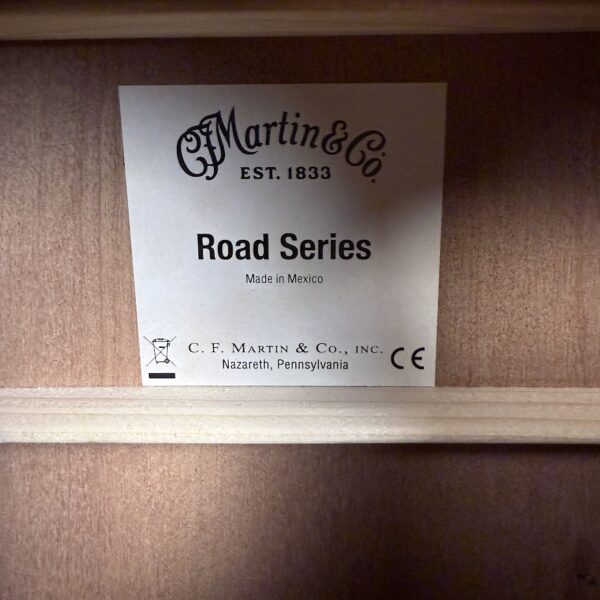 CFMartin & Co.
EST. 1833
Road Series
Made in Mexico
C. F. MARTIN & CO., INC.
Nazareth, Pennsylvania
CE